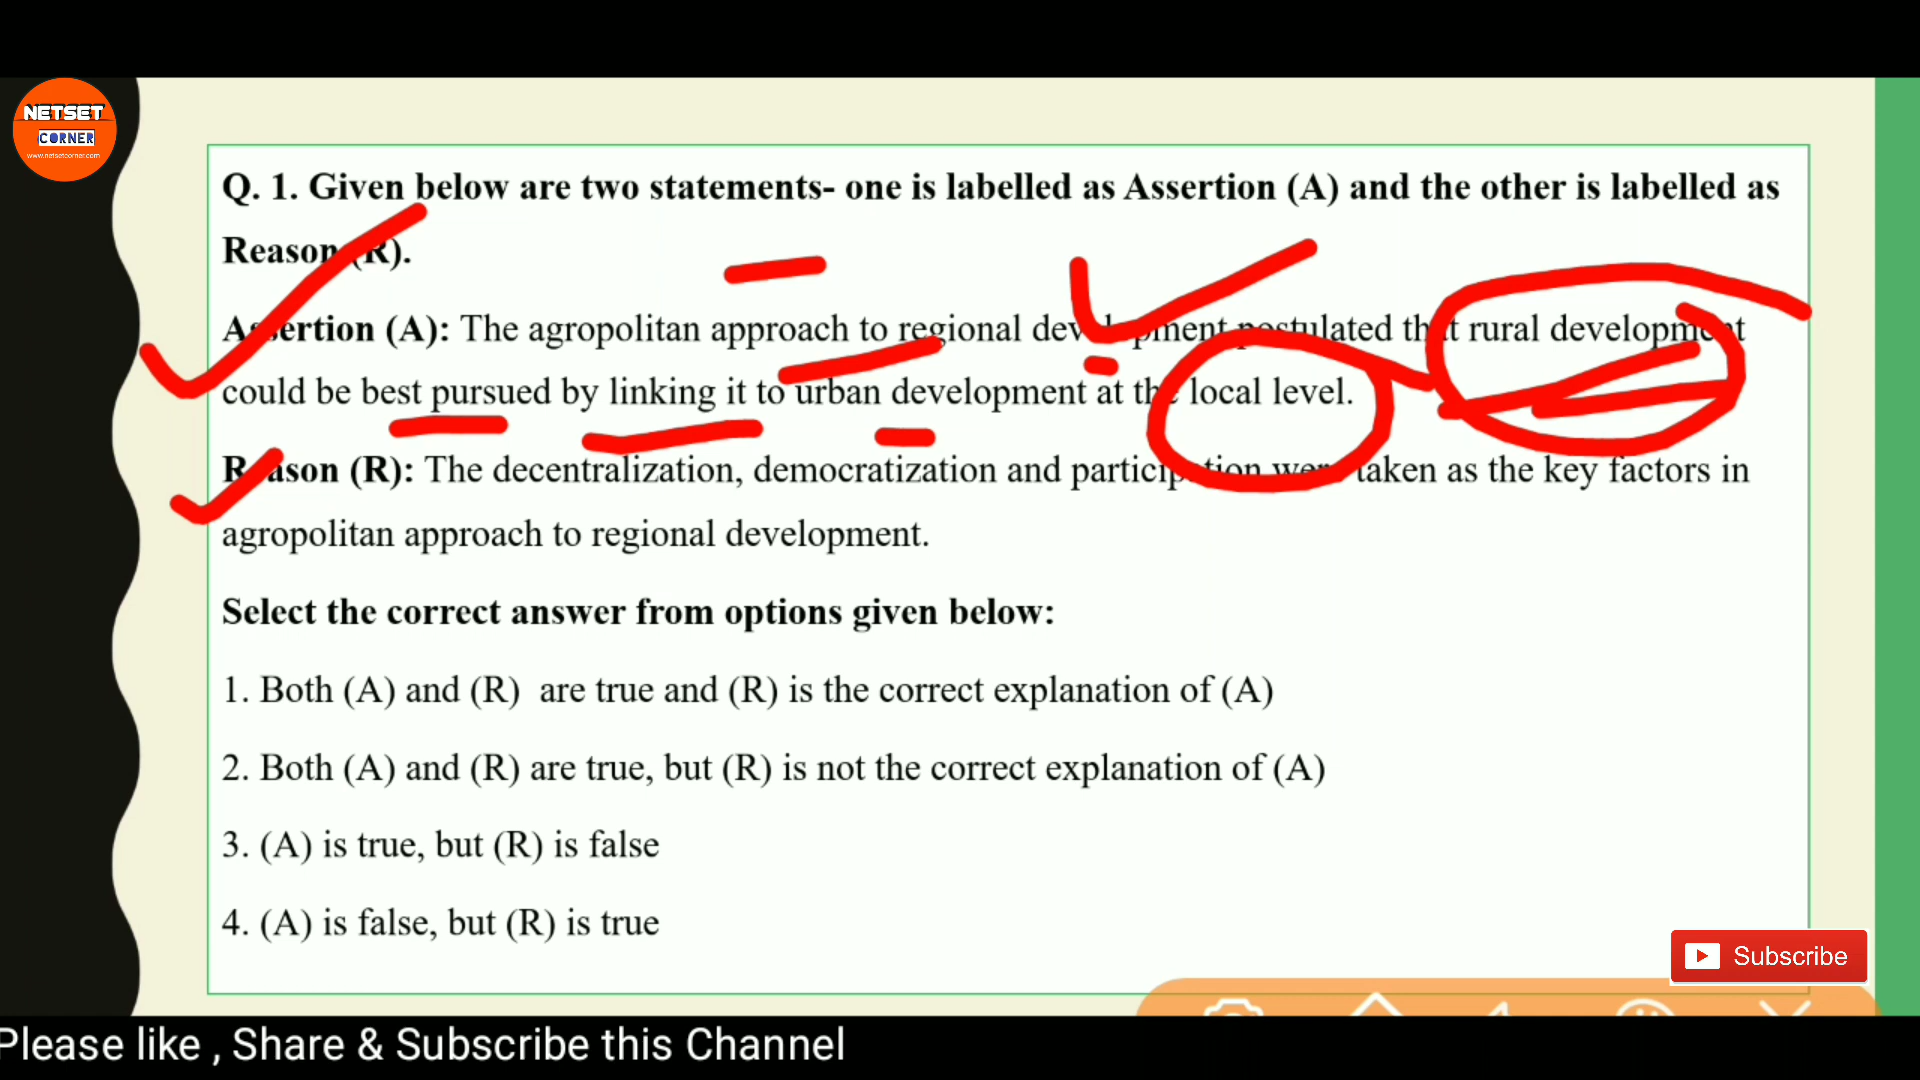 NETSET
CORNER
www.netsetcorner.com
Q. 1. Given below are two statements- one is labelled as Assertion (A) and the other is labelled as
Reason (R).
Assertion (A): The agropolitan approach to regional development postulated that rural development
could be best pursued by linking it to urban development at the local level.
Reason (R): The decentralization, democratization and participation were taken as the key factors in
agropolitan approach to regional development.
Select the correct answer from options given below:
1. Both (A) and (R) are true and (R) is the correct explanation of (A)
2. Both (A) and (R) are true, but (R) is not the correct explanation of (A)
3. (A) is true, but (R) is false
4. (A) is false, but (R) is true
Subscribe
Please like , Share & Subscribe this Channel